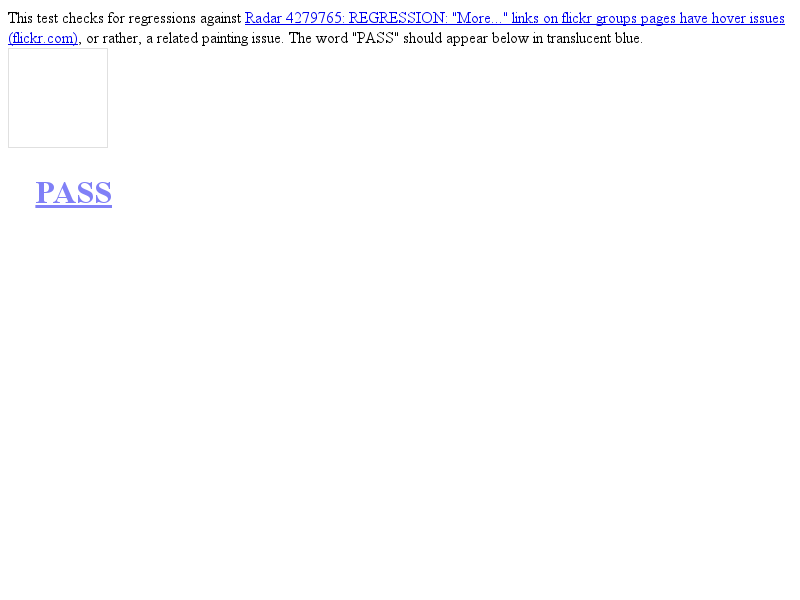 This test checks for regressions against Radar 4279765: REGRESSION: "More..." links on flickr groups pages have hover issues
(flickr.com), or rather, a related painting issue. The word "PASS" should appear below in translucent blue.
PASS